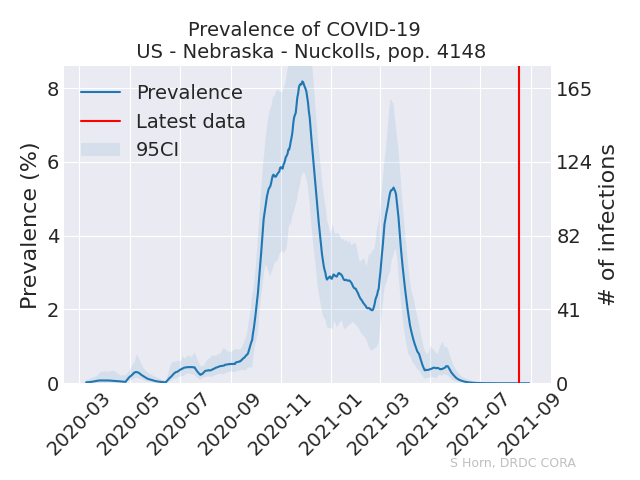 Prevalence of COVID-19
US - Nebraska - Nuckolls, pop. 4148
Prevalence
Latest data
95CI
Prevalence (%)
8
6
4
2
0
165
124
82
41
0
# of infections
2020-03
2020-05
2020-07
2020-09
2020-11
2021-01
2021-03
2021-05
2021-07
2021-09
S Horn, DRDC CORA